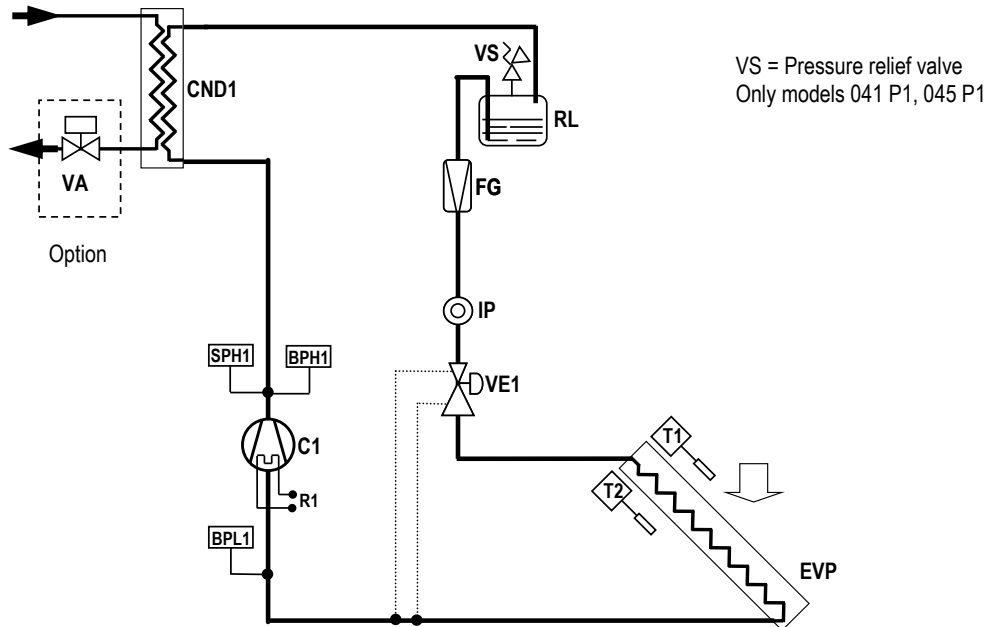 VS = Pressure relief valve
Only models 041 P1, 045 P1
VS
CND1
RL
VA
FG
Option
IP
SPH1
BPH1
VE1
C1
T1
R1
T2
BPL1
EVP